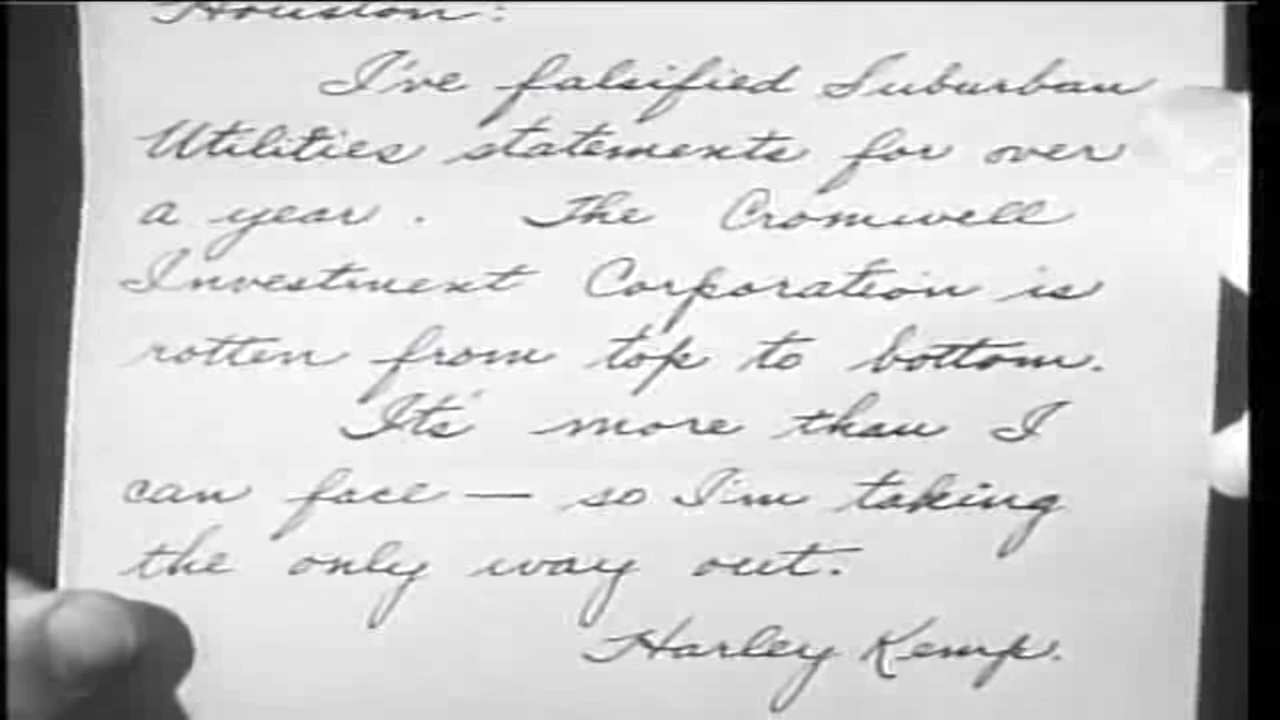 Houston:
I've falsified Suburban
Utilities statements for over
a year. The Cromwell
Investment Corporation is
rotten from top to bottom.
It's more than I
can face — so I'm taking
the only way out.
Harley Kemp.